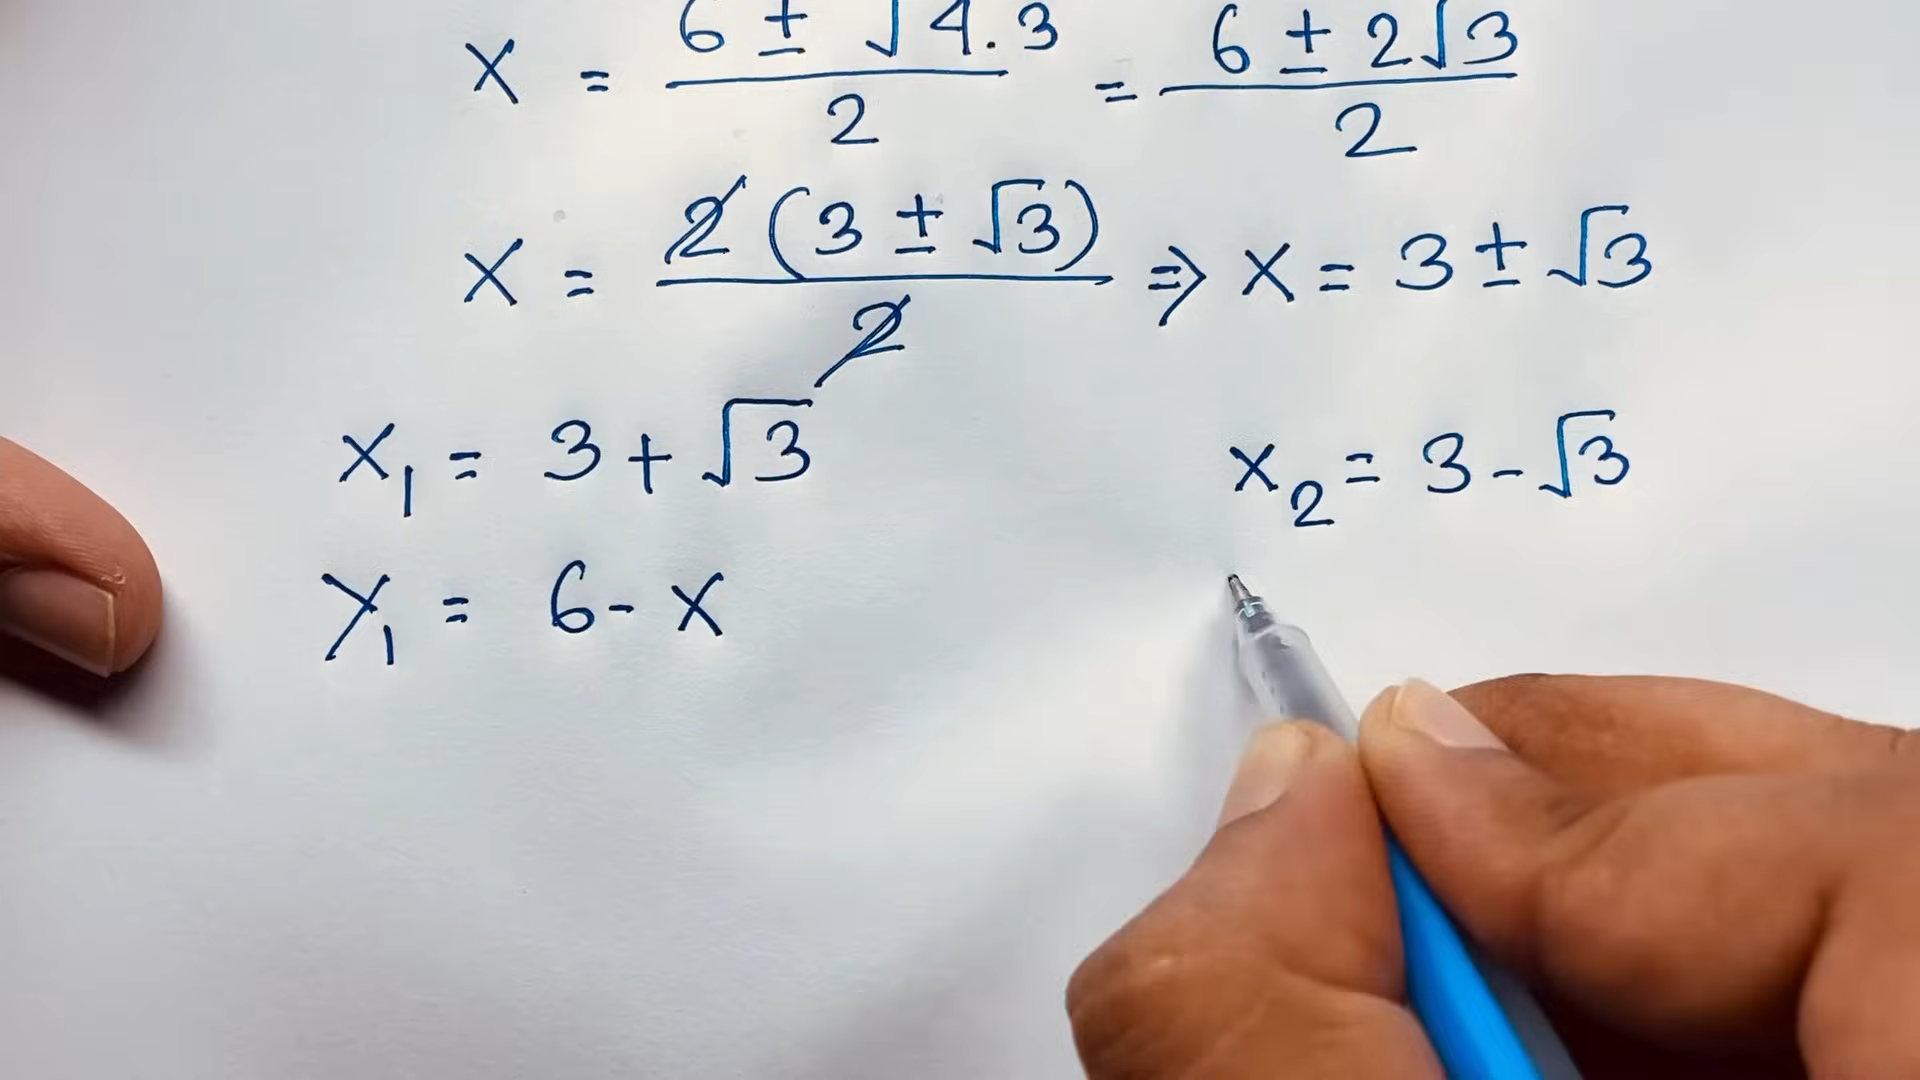 x = (6 ± √4.3)/2 = (6 ± 2√3)/2
x = 2(3 ± √3)/2 ⇒ x = 3 ± √3
x₁ = 3 + √3    x₂ = 3 - √3
y₁ = 6 - x